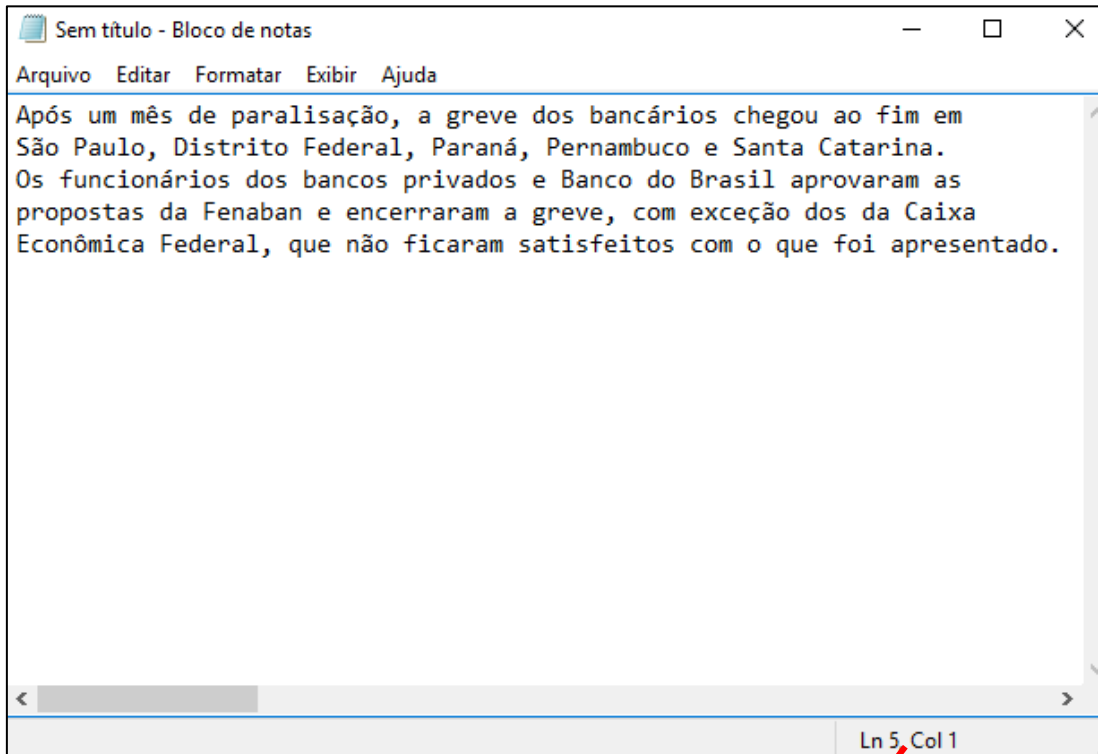 Sem título - Bloco de notas
Arquivo Editar Formatar Exibir Ajuda
Após um mês de paralisação, a greve dos bancários chegou ao fim em
São Paulo, Distrito Federal, Paraná, Pernambuco e Santa Catarina.
Os funcionários dos bancos privados e Banco do Brasil aprovaram as
propostas da Fenaban e encerraram a greve, com exceção dos da Caixa
Econômica Federal, que não ficaram satisfeitos com o que foi apresentado.
Ln 5, Col 1